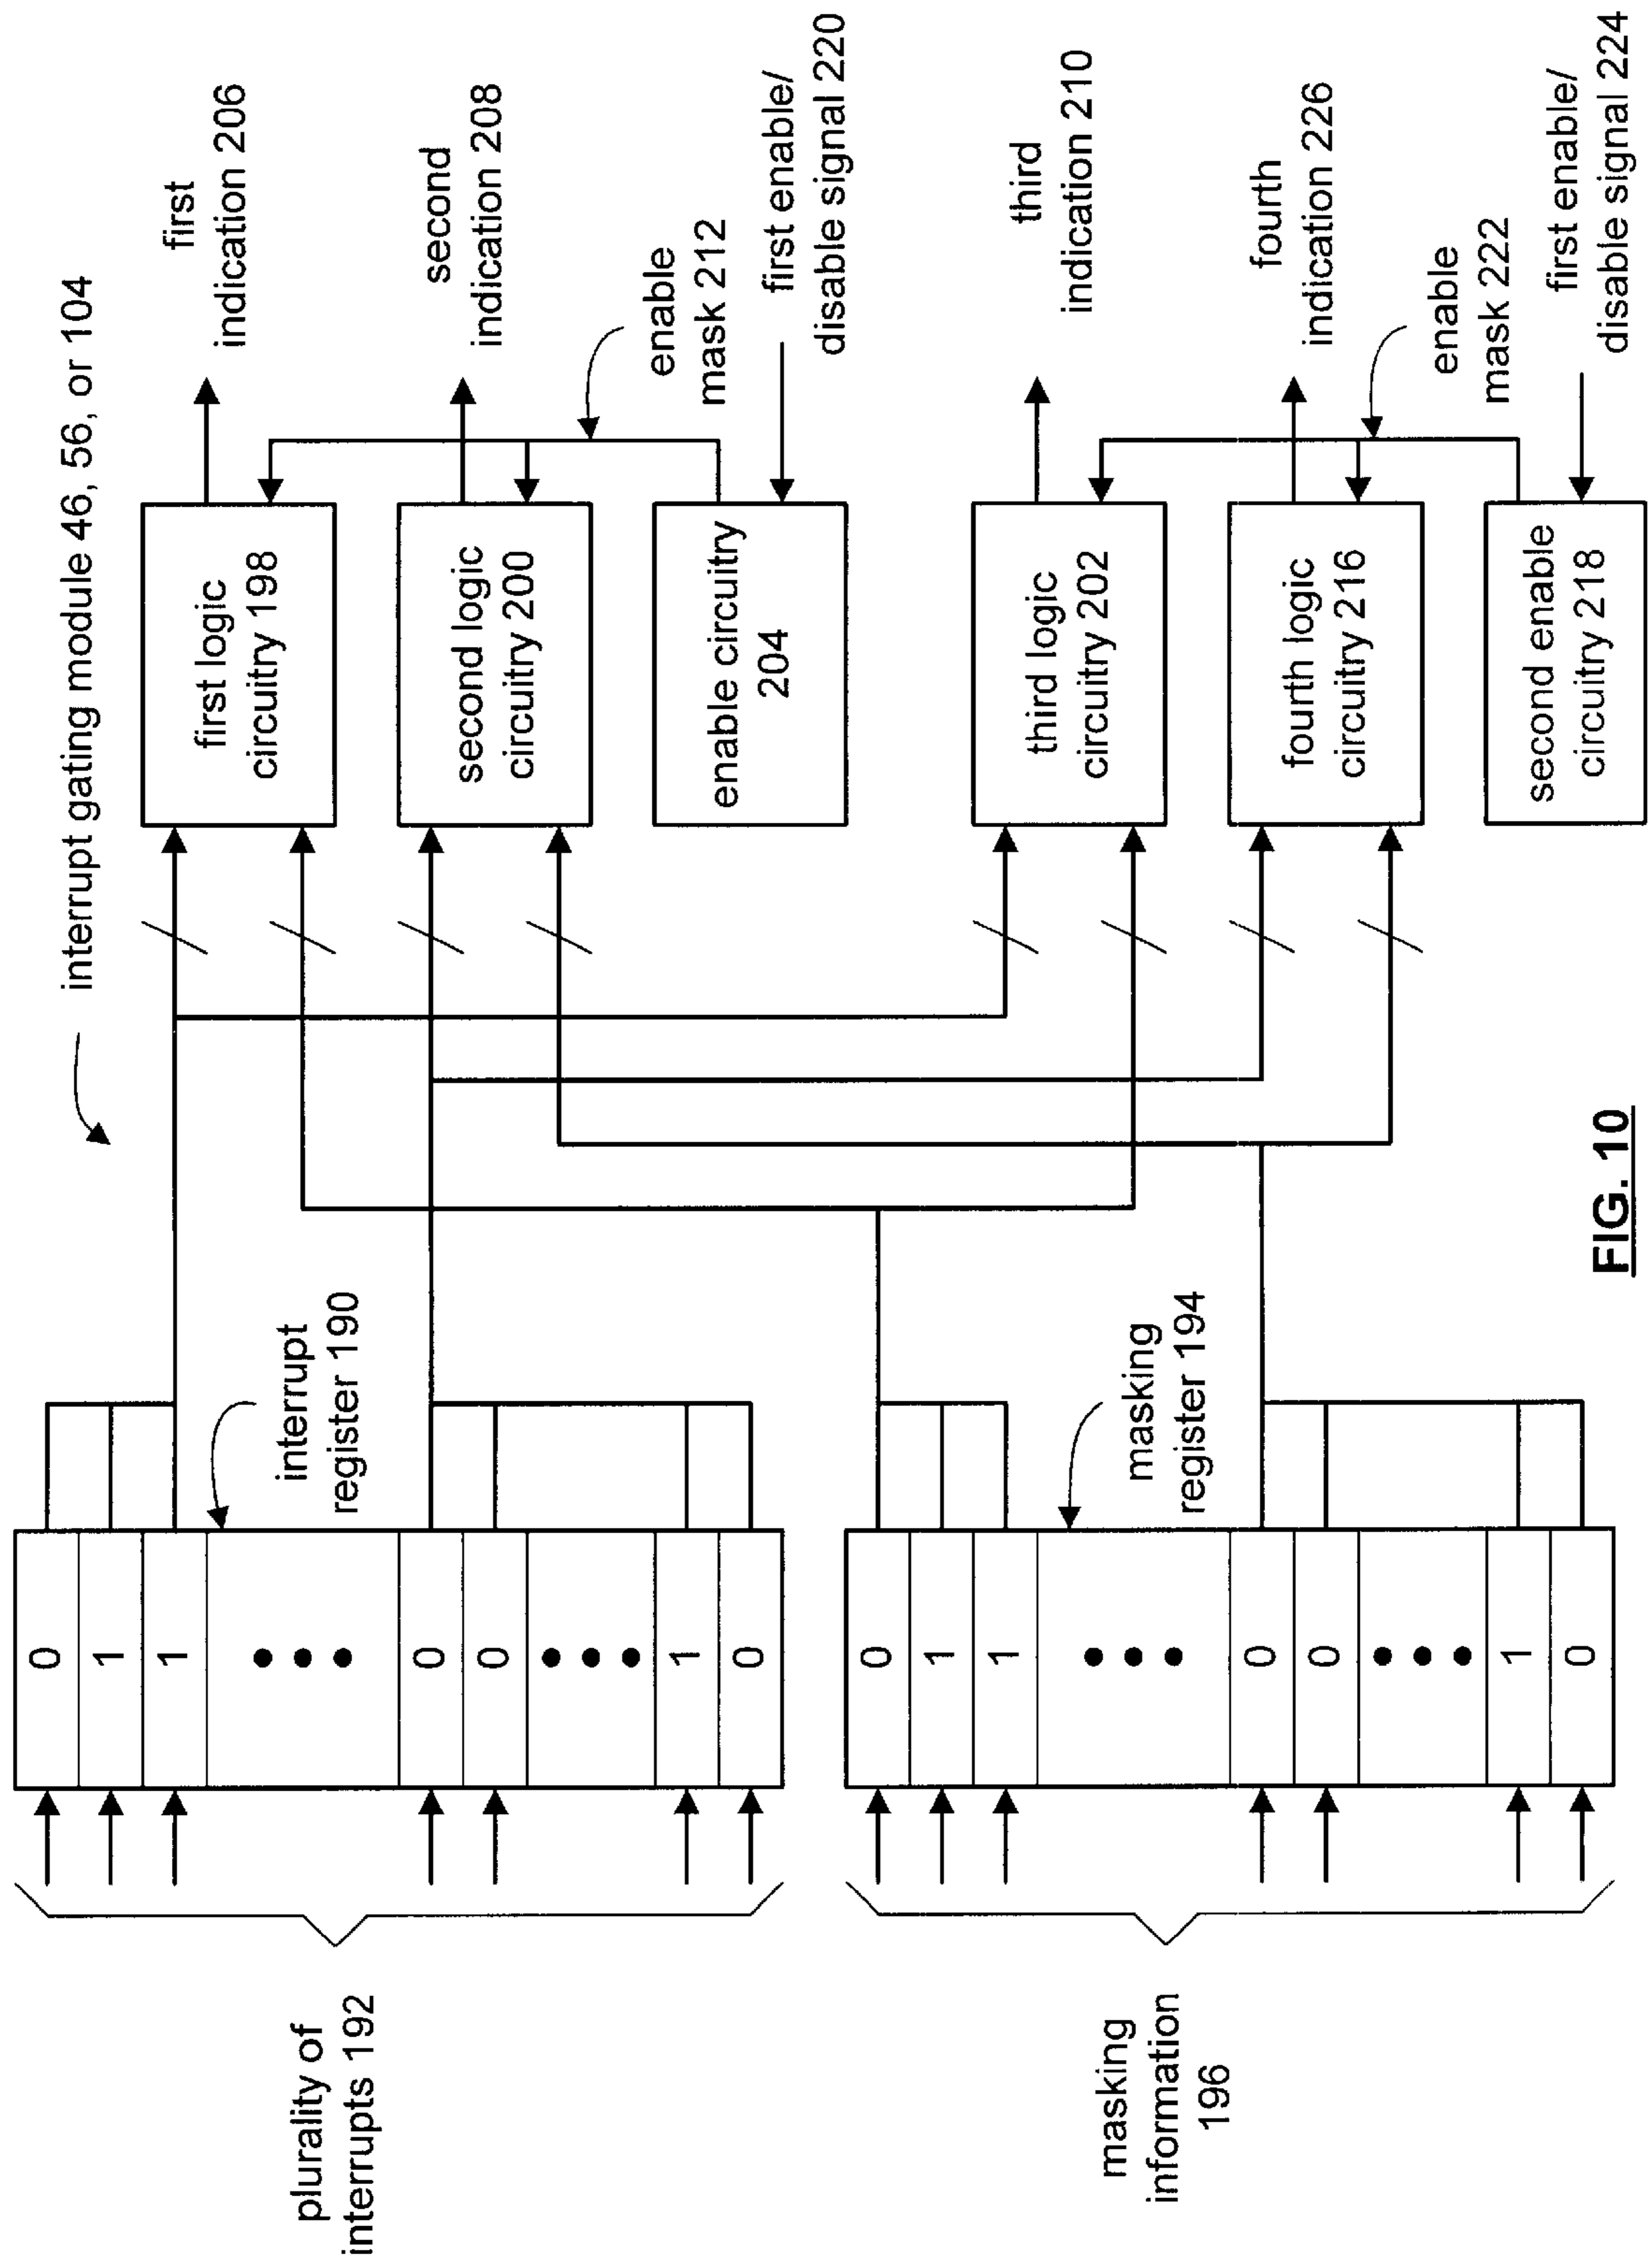 interrupt gating module 46, 56, or 104
plurality of
interrupts 192
0
1
1
0
0
1
0
interrupt
register 190
first logic
circuitry 198
first
indication 206
second logic
circuitry 200
second
indication 208
enable circuitry
204
enable
mask 212
first enable/
disable signal 220
masking
information
196
0
1
1
0
0
1
0
masking
register 194
third logic
circuitry 202
third
indication 210
fourth logic
circuitry 216
fourth
indication 226
second enable
circuitry 218
enable
mask 222
first enable/
disable signal 224
FIG. 10